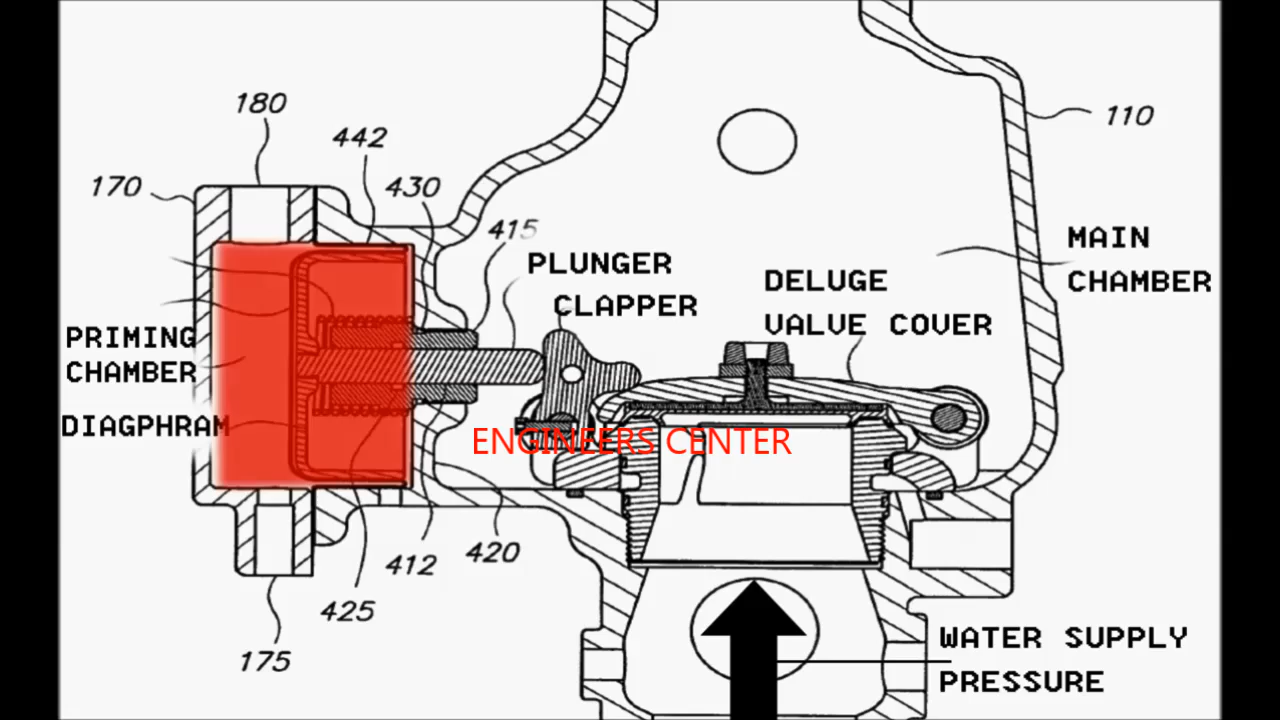 180
442
110
170
430
415
MAIN
CHAMBER
PLUNGER
CLAPPER
DELUGE
VALVE COVER
PRIMING
CHAMBER
DIAGPHRAM
ENGINEERS CENTER
412
420
425
175
WATER SUPPLY
PRESSURE